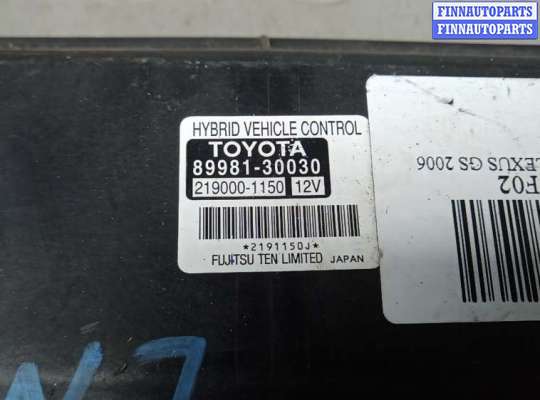 FINNAUTOPARTS
FINNAUTOPARTS
HYBRID VEHICLE CONTROL
TOYOTA
89981-30030
219000-1150 12V
*2191150J*
FUJITSU TEN LIMITED JAPAN
F02
LEXUS GS 2006